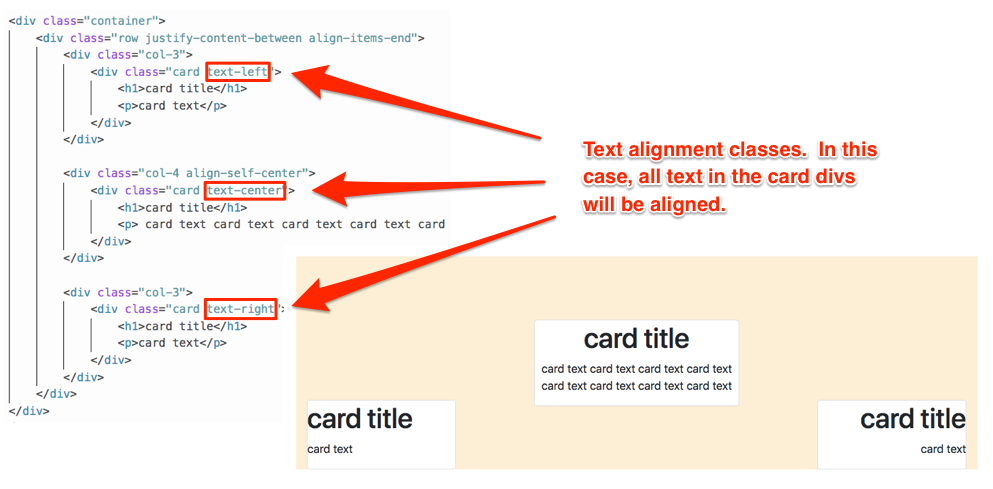 <div class="container">
<div class="row justify-content-between align-items-end">
<div class="col-3">
<div class="card text-left">
<h1>card title</h1>
<p>card text</p>
</div>
</div>
<div class="col-4 align-self-center">
<div class="card text-center">
<h1>card title</h1>
<p> card text card text card text card text card
</div>
</div>
<div class="col-3">
<div class="card text-right">
<h1>card title</h1>
<p>card text</p>
</div>
</div>
</div>
</div>
Text alignment classes.  In this
case, all text in the card divs
will be aligned.
card title
card text card text card text card text
card text card text card text card text
card title
card text
card title
card text